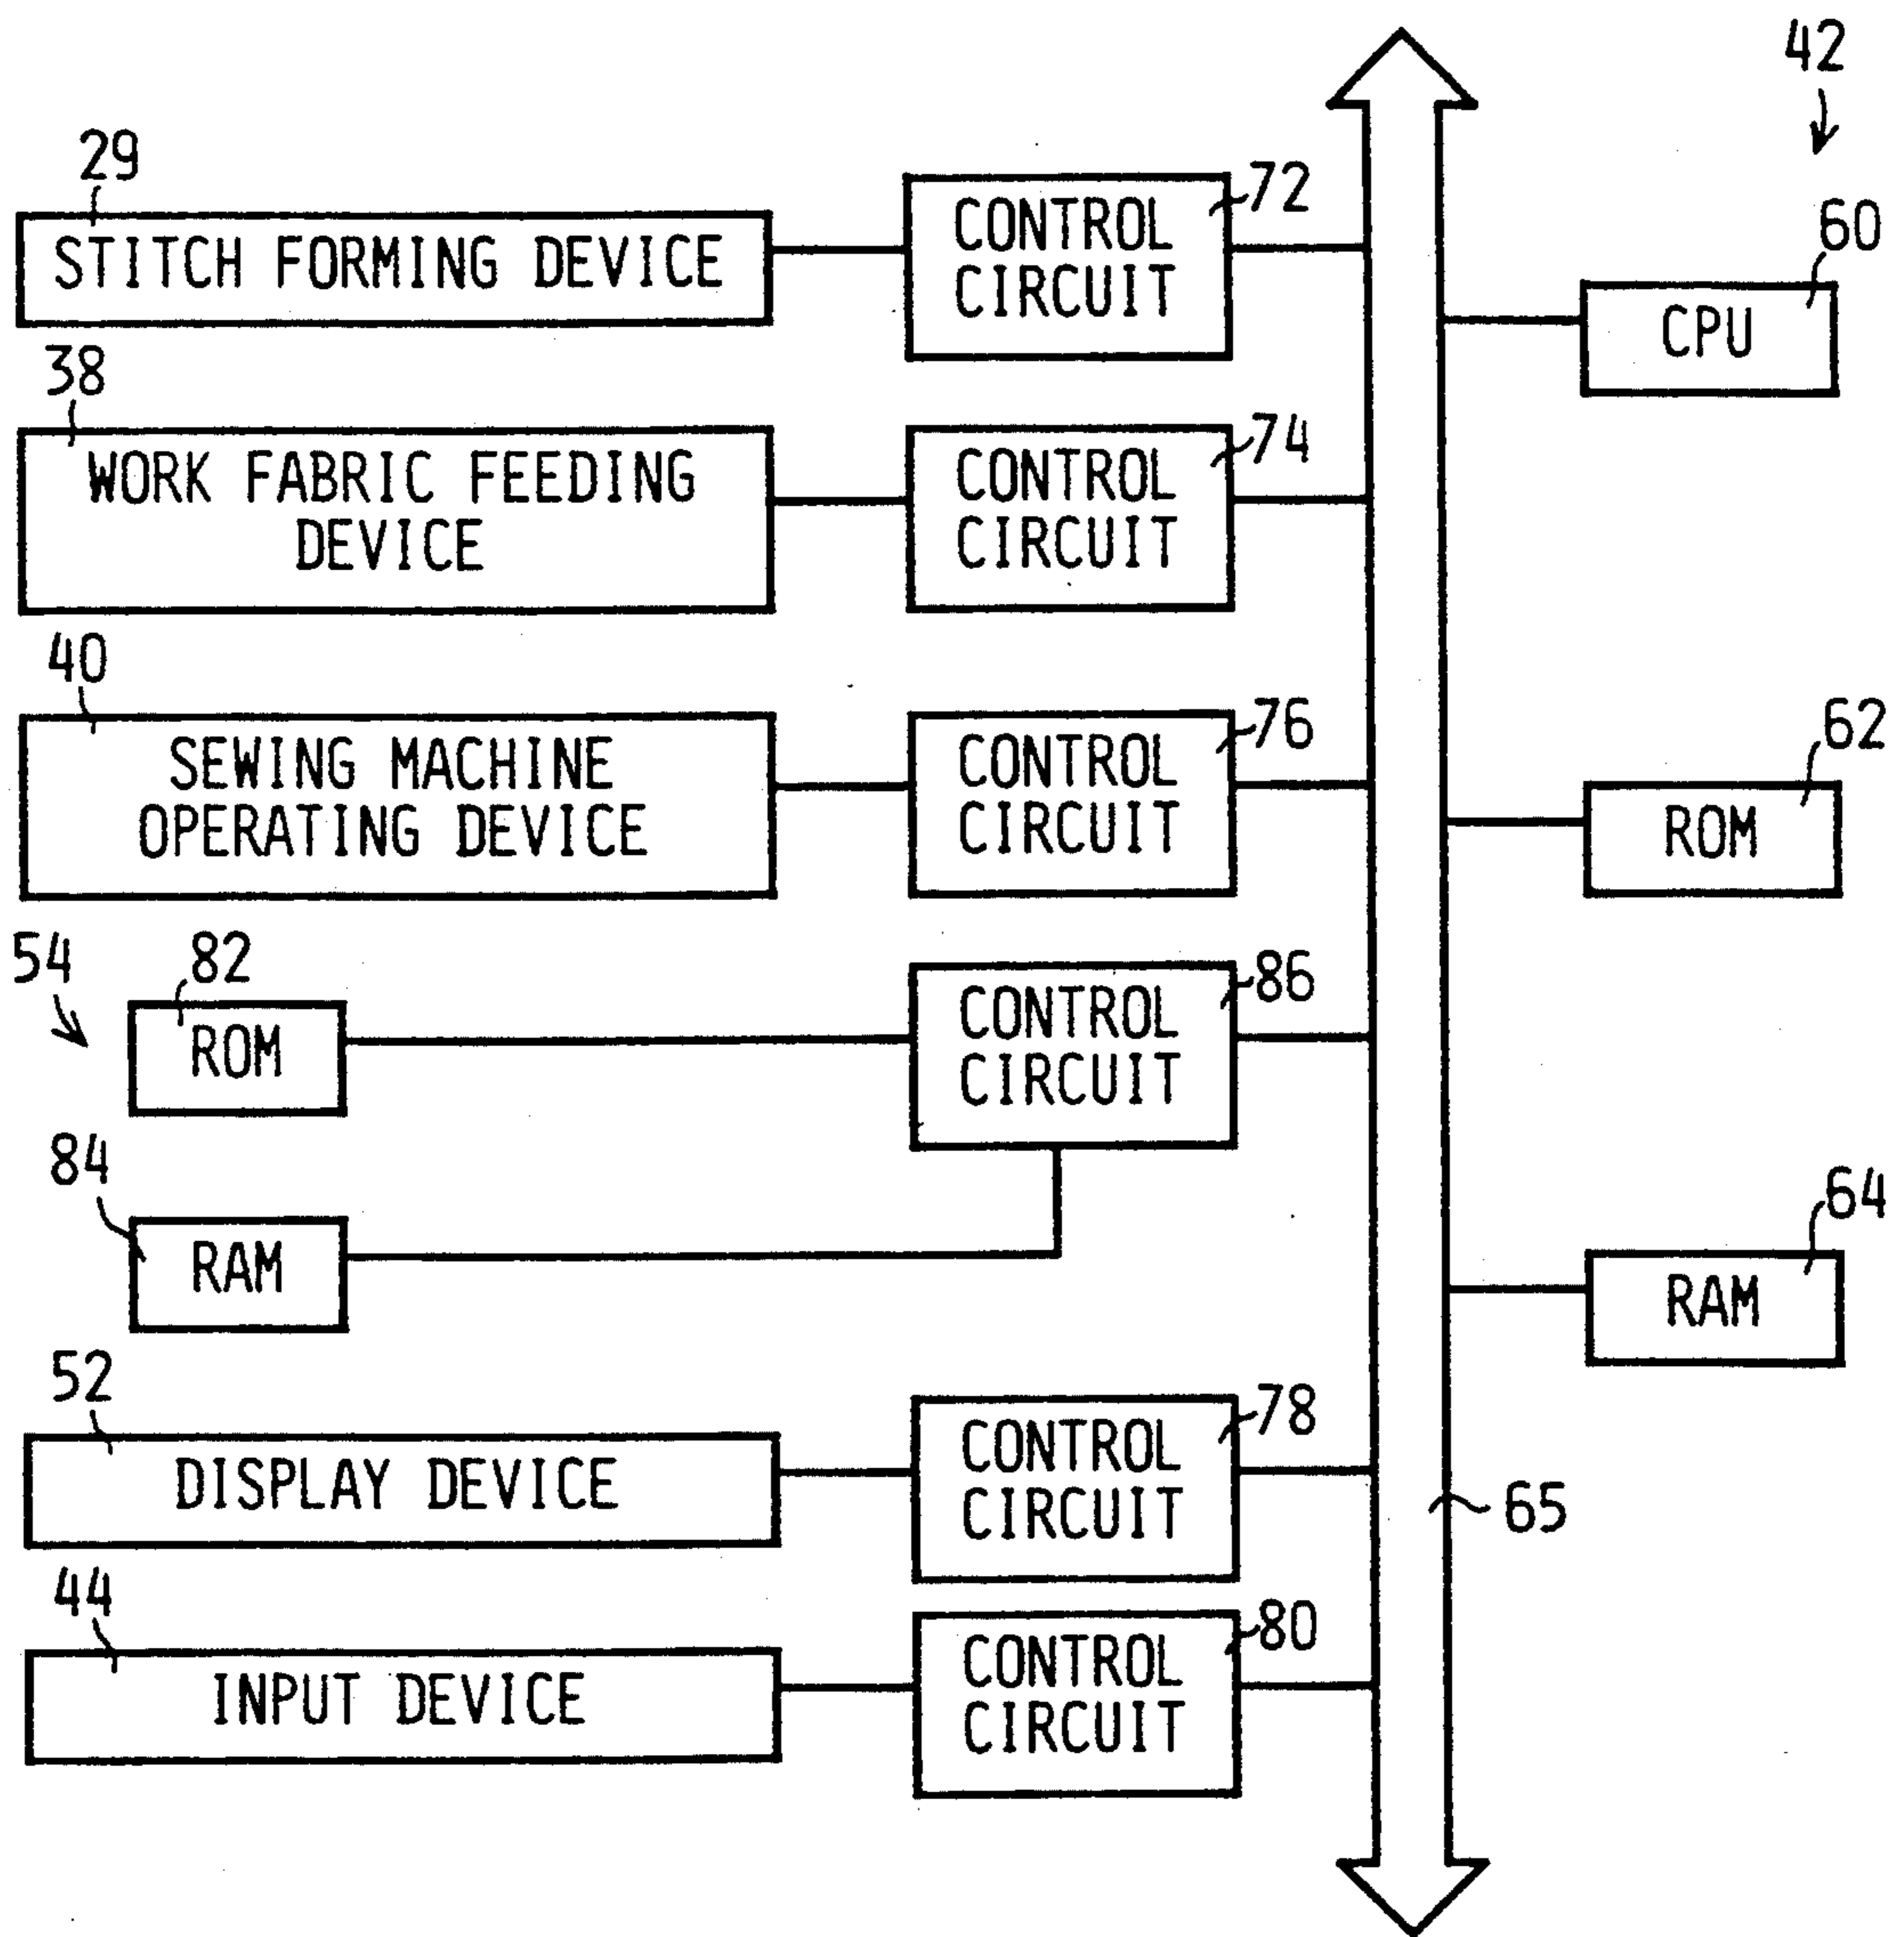 42
29
STITCH FORMING DEVICE
CONTROL
CIRCUIT
72
60
CPU
38
WORK FABRIC FEEDING
DEVICE
CONTROL
CIRCUIT
74
40
SEWING MACHINE
OPERATING DEVICE
CONTROL
CIRCUIT
76
62
ROM
54
82
ROM
CONTROL
CIRCUIT
86
84
RAM
64
RAM
52
DISPLAY DEVICE
CONTROL
CIRCUIT
78
65
44
INPUT DEVICE
CONTROL
CIRCUIT
80